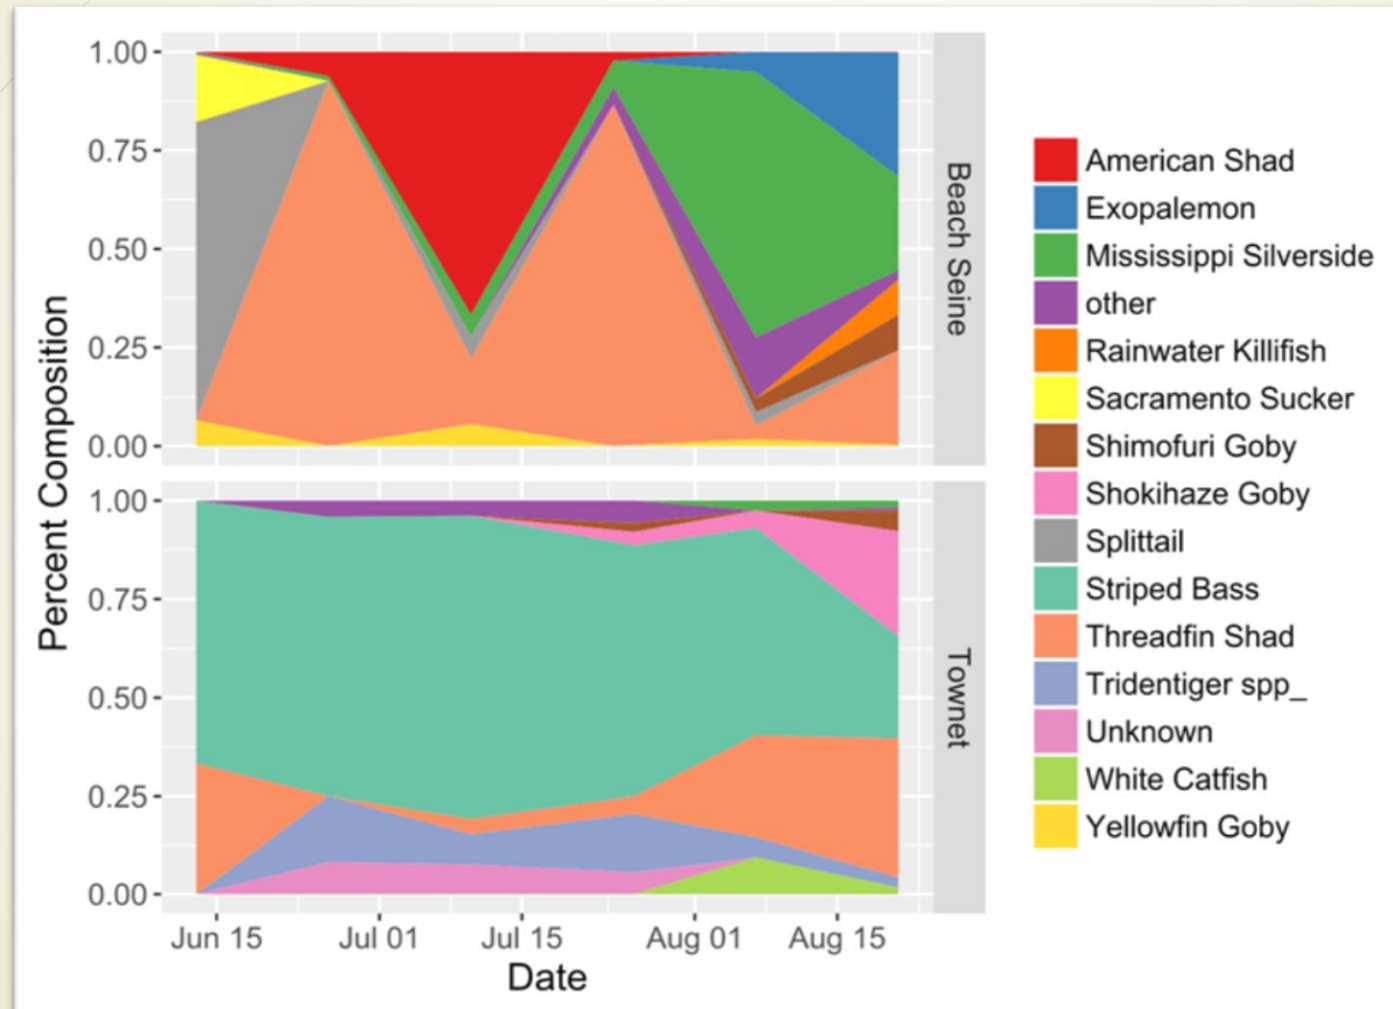 Percent Composition
1.00
0.75
0.50
0.25
0.00
Beach Seine
1.00
0.75
0.50
0.25
0.00
Townet
Jun 15
Jul 01
Jul 15
Aug 01
Aug 15
Date
American Shad
Exopalemon
Mississippi Silverside
other
Rainwater Killifish
Sacramento Sucker
Shimofuri Goby
Shokihaze Goby
Splittail
Striped Bass
Threadfin Shad
Tridentiger spp_
Unknown
White Catfish
Yellowfin Goby